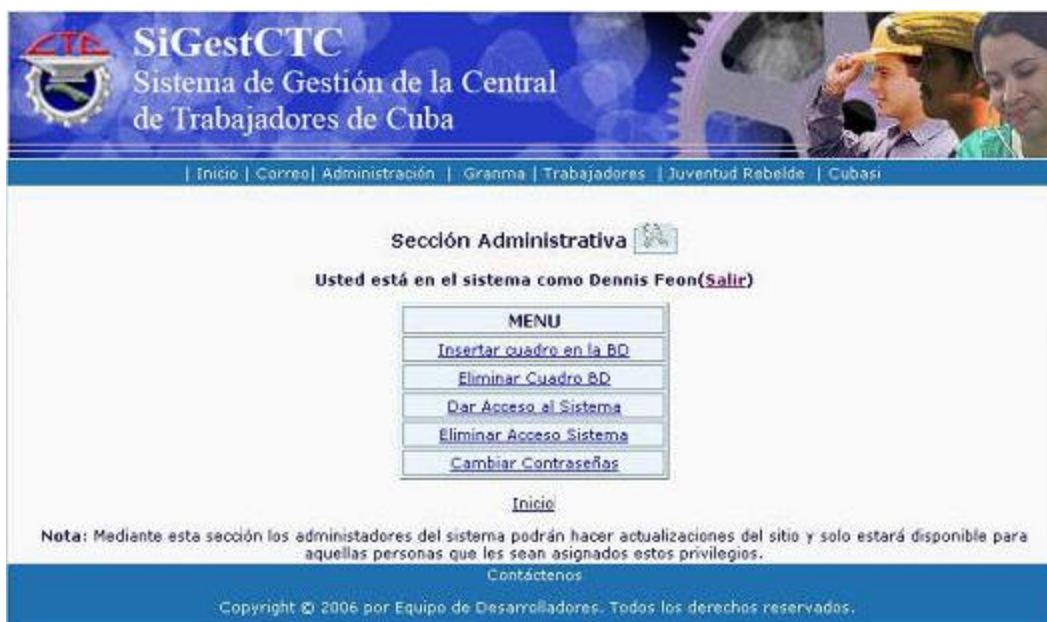 CTC
SiGestCTC
Sistema de Gestión de la Central
de Trabajadores de Cuba
| Inicio | Correo| Administración | Granma | Trabajadores | Juventud Rebelde | Cubasi
Sección Administrativa
Usted está en el sistema como Dennis Feon(Salir)
MENU
Insertar cuadro en la BD
Eliminar Cuadro BD
Dar Acceso al Sistema
Eliminar Acceso Sistema
Cambiar Contraseñas
Inicio
Nota: Mediante esta sección los administadores del sistema podrán hacer actualizaciones del sitio y solo estará disponible para
aquellas personas que les sean asignados estos privilegios.
Contáctenos
Copyright © 2006 por Equipo de Desarrolladores. Todos los derechos reservados.